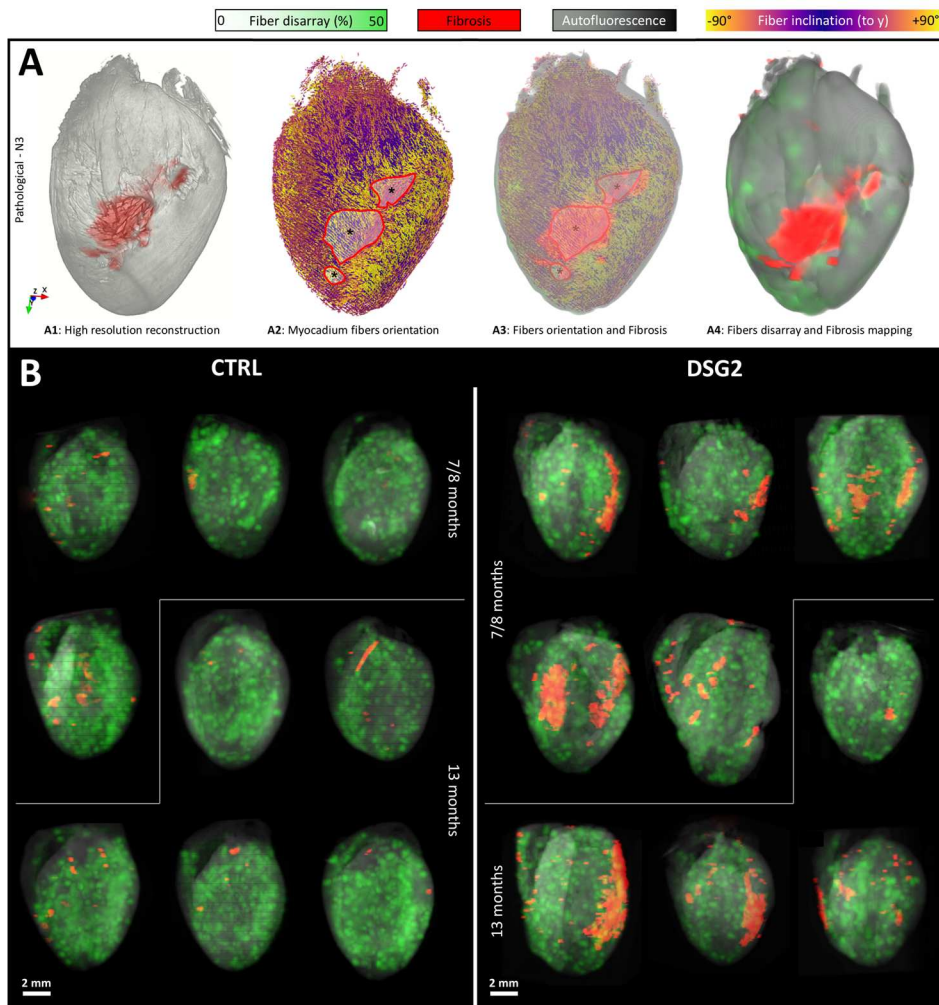 0 Fiber disarray (%) 50
Fibrosis
Autofluorescence
-90° Fiber inclination (to y) +90°
A
Pathological - N3
*
*
*
*
*
*
z x
y
A1: High resolution reconstruction
A2: Myocadium fibers orientation
A3: Fibers orientation and Fibrosis
A4: Fibers disarray and Fibrosis mapping
B
CTRL
DSG2
7/8 months
7/8 months
13 months
13 months
2 mm
2 mm